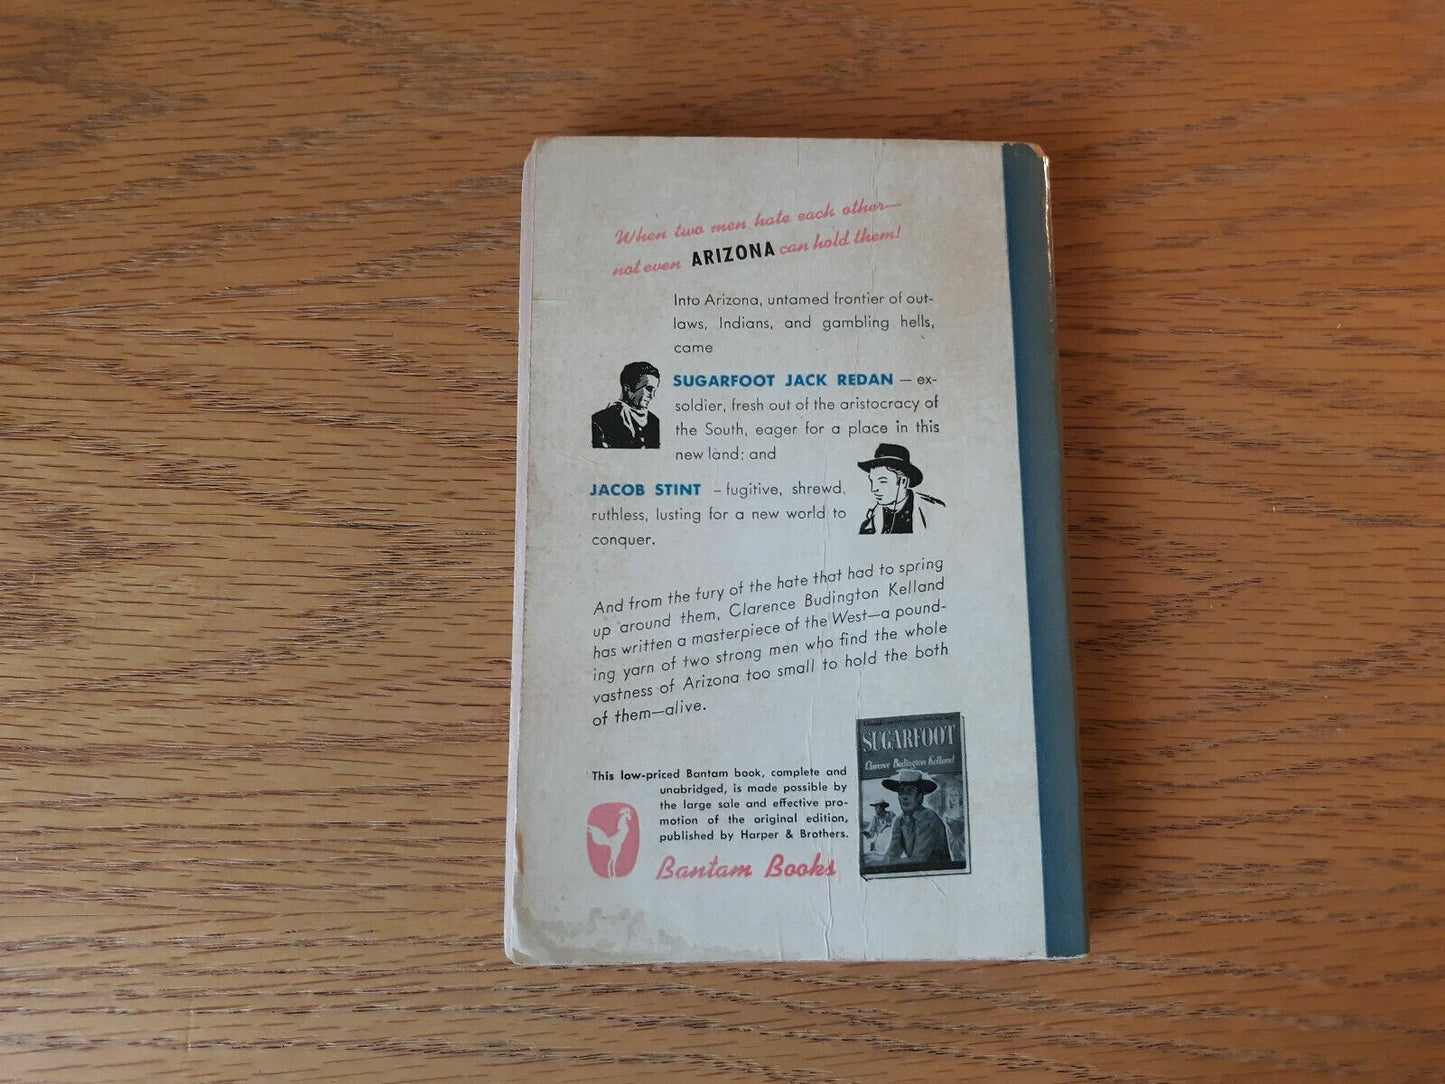 When two men hate each other—
not even ARIZONA can hold them!
Into Arizona, untamed frontier of out-
laws, Indians, and gambling hells,
came
SUGARFOOT JACK REDAN — ex-
soldier, fresh out of the aristocracy of
the South, eager for a place in this
new land; and
JACOB STINT – fugitive, shrewd,
ruthless, lusting for a new world to
conquer.
And from the fury of the hate that had to spring
up around them, Clarence Budington Kelland
has written a masterpiece of the West—a pound-
ing yarn of two strong men who find the whole
vastness of Arizona too small to hold the both
of them—alive.
This low-priced Bantam book, complete and
unabridged, is made possible by
the large sale and effective pro-
motion of the original edition,
published by Harper & Brothers.
Bantam Books
SUGARFOOT
Clarence Budington Kelland